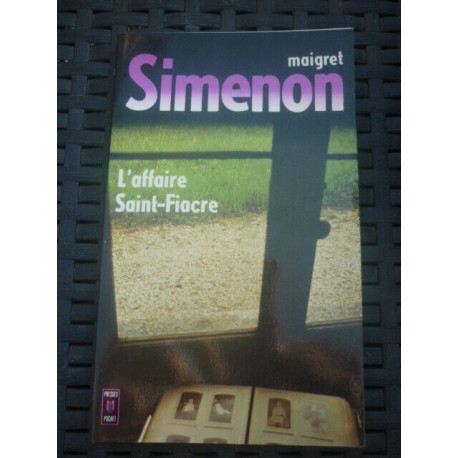 maigret
Simenon
L'affaire
Saint-Fiacre
PRESSES
POCKET